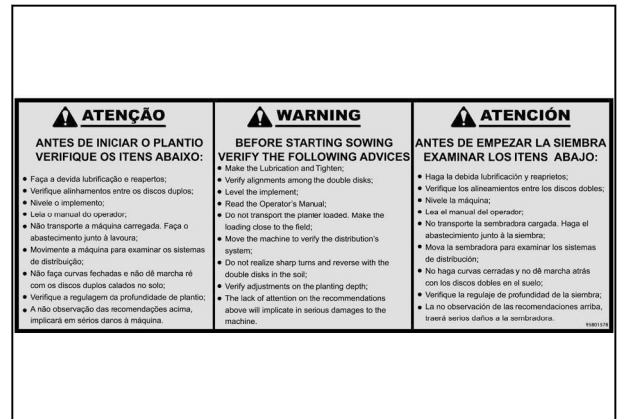 ATENÇÃO
ANTES DE INICIAR O PLANTIO
VERIFIQUE OS ITENS ABAIXO:
● Faça a devida lubrificação e reapertos;
● Verifique alinhamentos entre os discos duplos;
● Nivele o implemento;
● Leia o manual do operador;
● Não transporte a máquina carregada. Faça o
abastecimento junto à lavoura;
● Movimente a máquina para examinar os sistemas
de distribuição;
● Não faça curvas fechadas e não dê marcha ré
com os discos duplos calados no solo;
● Verifique a regulagem da profundidade de plantio;
● A não observação das recomendações acima,
implicará em sérios danos à máquina.
WARNING
BEFORE STARTING SOWING
VERIFY THE FOLLOWING ADVICES
● Make the Lubrication and Tighten;
● Verify alignments among the double disks;
● Level the implement;
● Read the Operator's Manual;
● Do not transport the planter loaded. Make the
loading close to the field;
● Move the machine to verify the distribution's
system;
● Do not realize sharp turns and reverse with the
double disks in the soil;
● Verify adjustments on the planting depth;
● The lack of attention on the recommendations
above will implicate in serious damages to the
machine.
ATENCIÓN
ANTES DE EMPEZAR LA SIEMBRA
EXAMINAR LOS ITENS ABAJO:
● Haga la debida lubrificación y reaprietos;
● Verifique los alineamientos entre los discos dobles;
● Nivele la máquina;
● Lea el manual del operador;
● No transporte la sembradora cargada. Haga el
abastecimiento junto à la siembra;
● Mova la sembradora para examinar los sistemas
de distribución;
● No haga curvas cerradas y no dê marcha atrás
con los discos dobles en el suelo;
● Verifique la regulaje de profundidad de la siembra;
● La no observación de las recomendaciones arriba,
traerá serios daños a la sembradora.
95801578